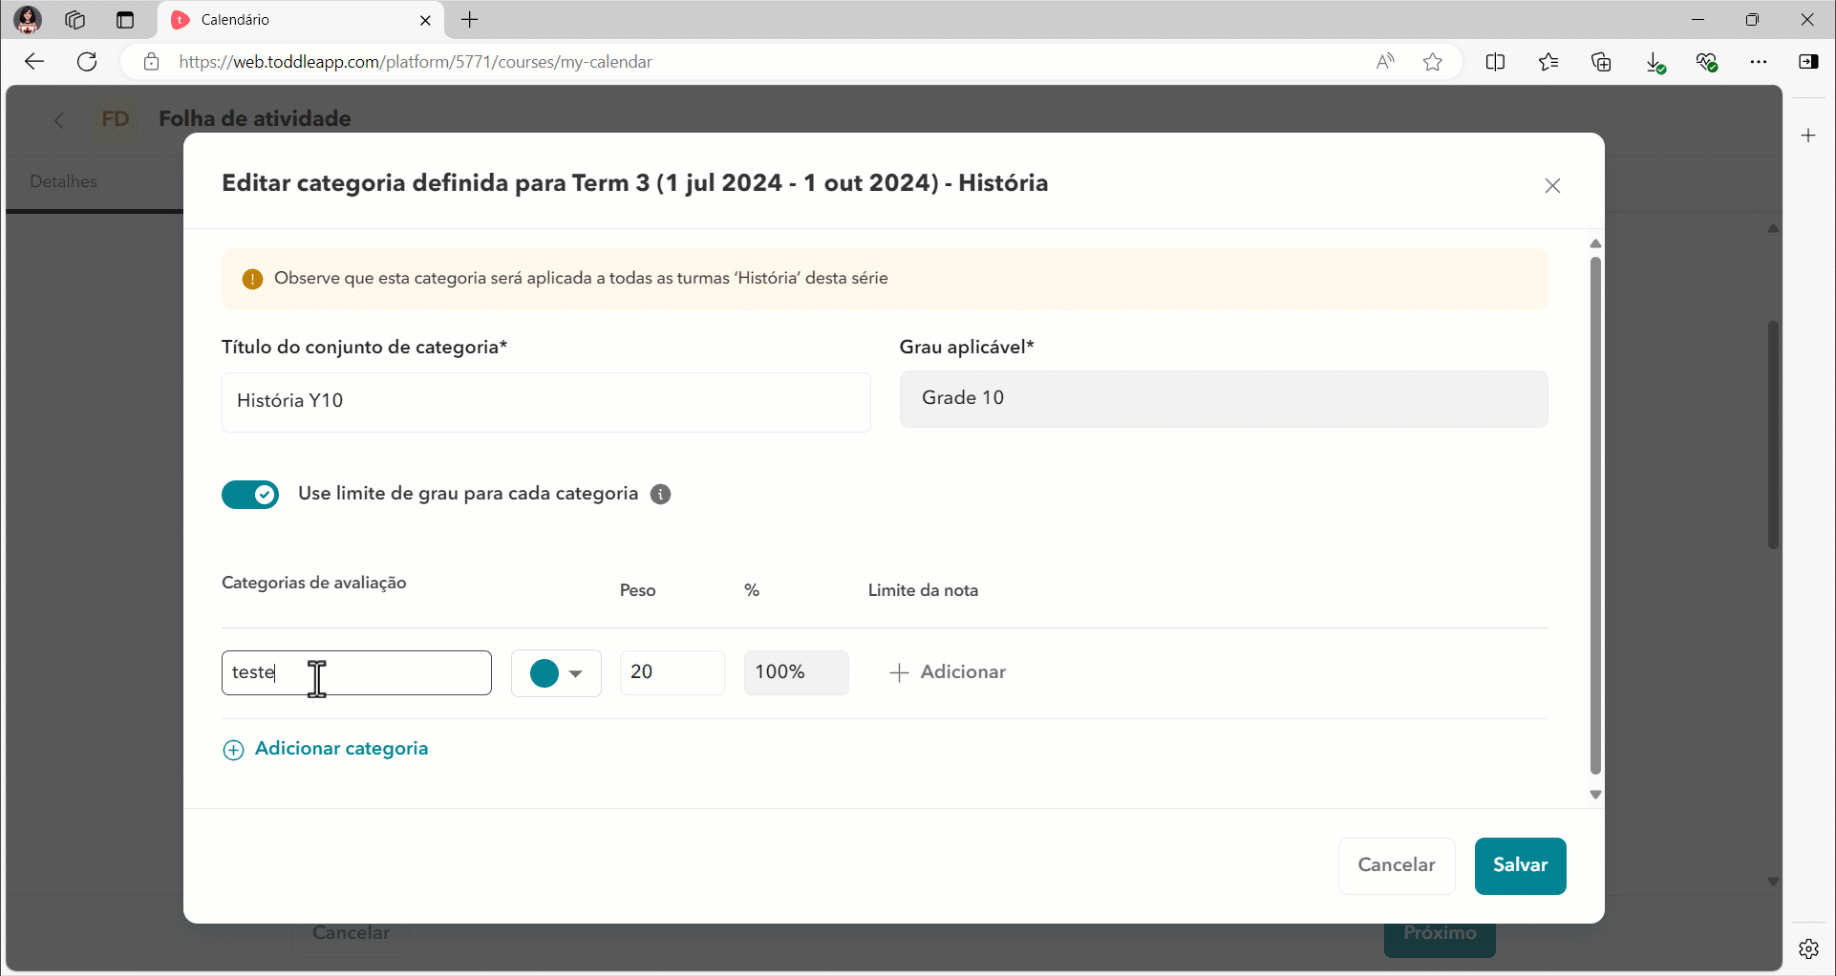 Calendário
https://web.toddleapp.com/platform/5771/courses/my-calendar
FD Folha de atividade
Detalhes
Editar categoria definida para Term 3 (1 jul 2024 - 1 out 2024) - História
Observe que esta categoria será aplicada a todas as turmas ‘História’ desta série
Título do conjunto de categoria* Grau aplicável*
História Y10 Grade 10
Use limite de grau para cada categoria
Categorias de avaliação Peso % Limite da nota
teste 20 100% Adicionar
Adicionar categoria
Cancelar Salvar
Cancelar Próximo